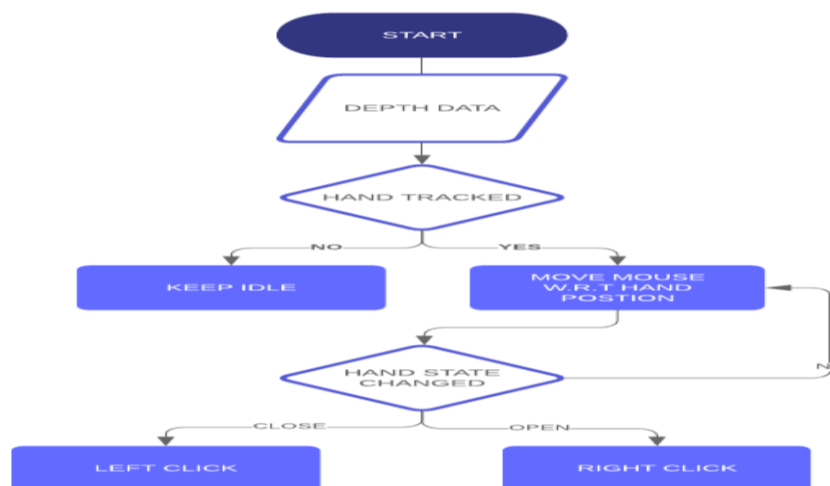 START
DEPTH DATA
HAND TRACKED
NO
YES
KEEP IDLE
MOVE MOUSE
W.R.T HAND
POSTION
HAND STATE
CHANGED
CLOSE
OPEN
LEFT CLICK
RIGHT CLICK